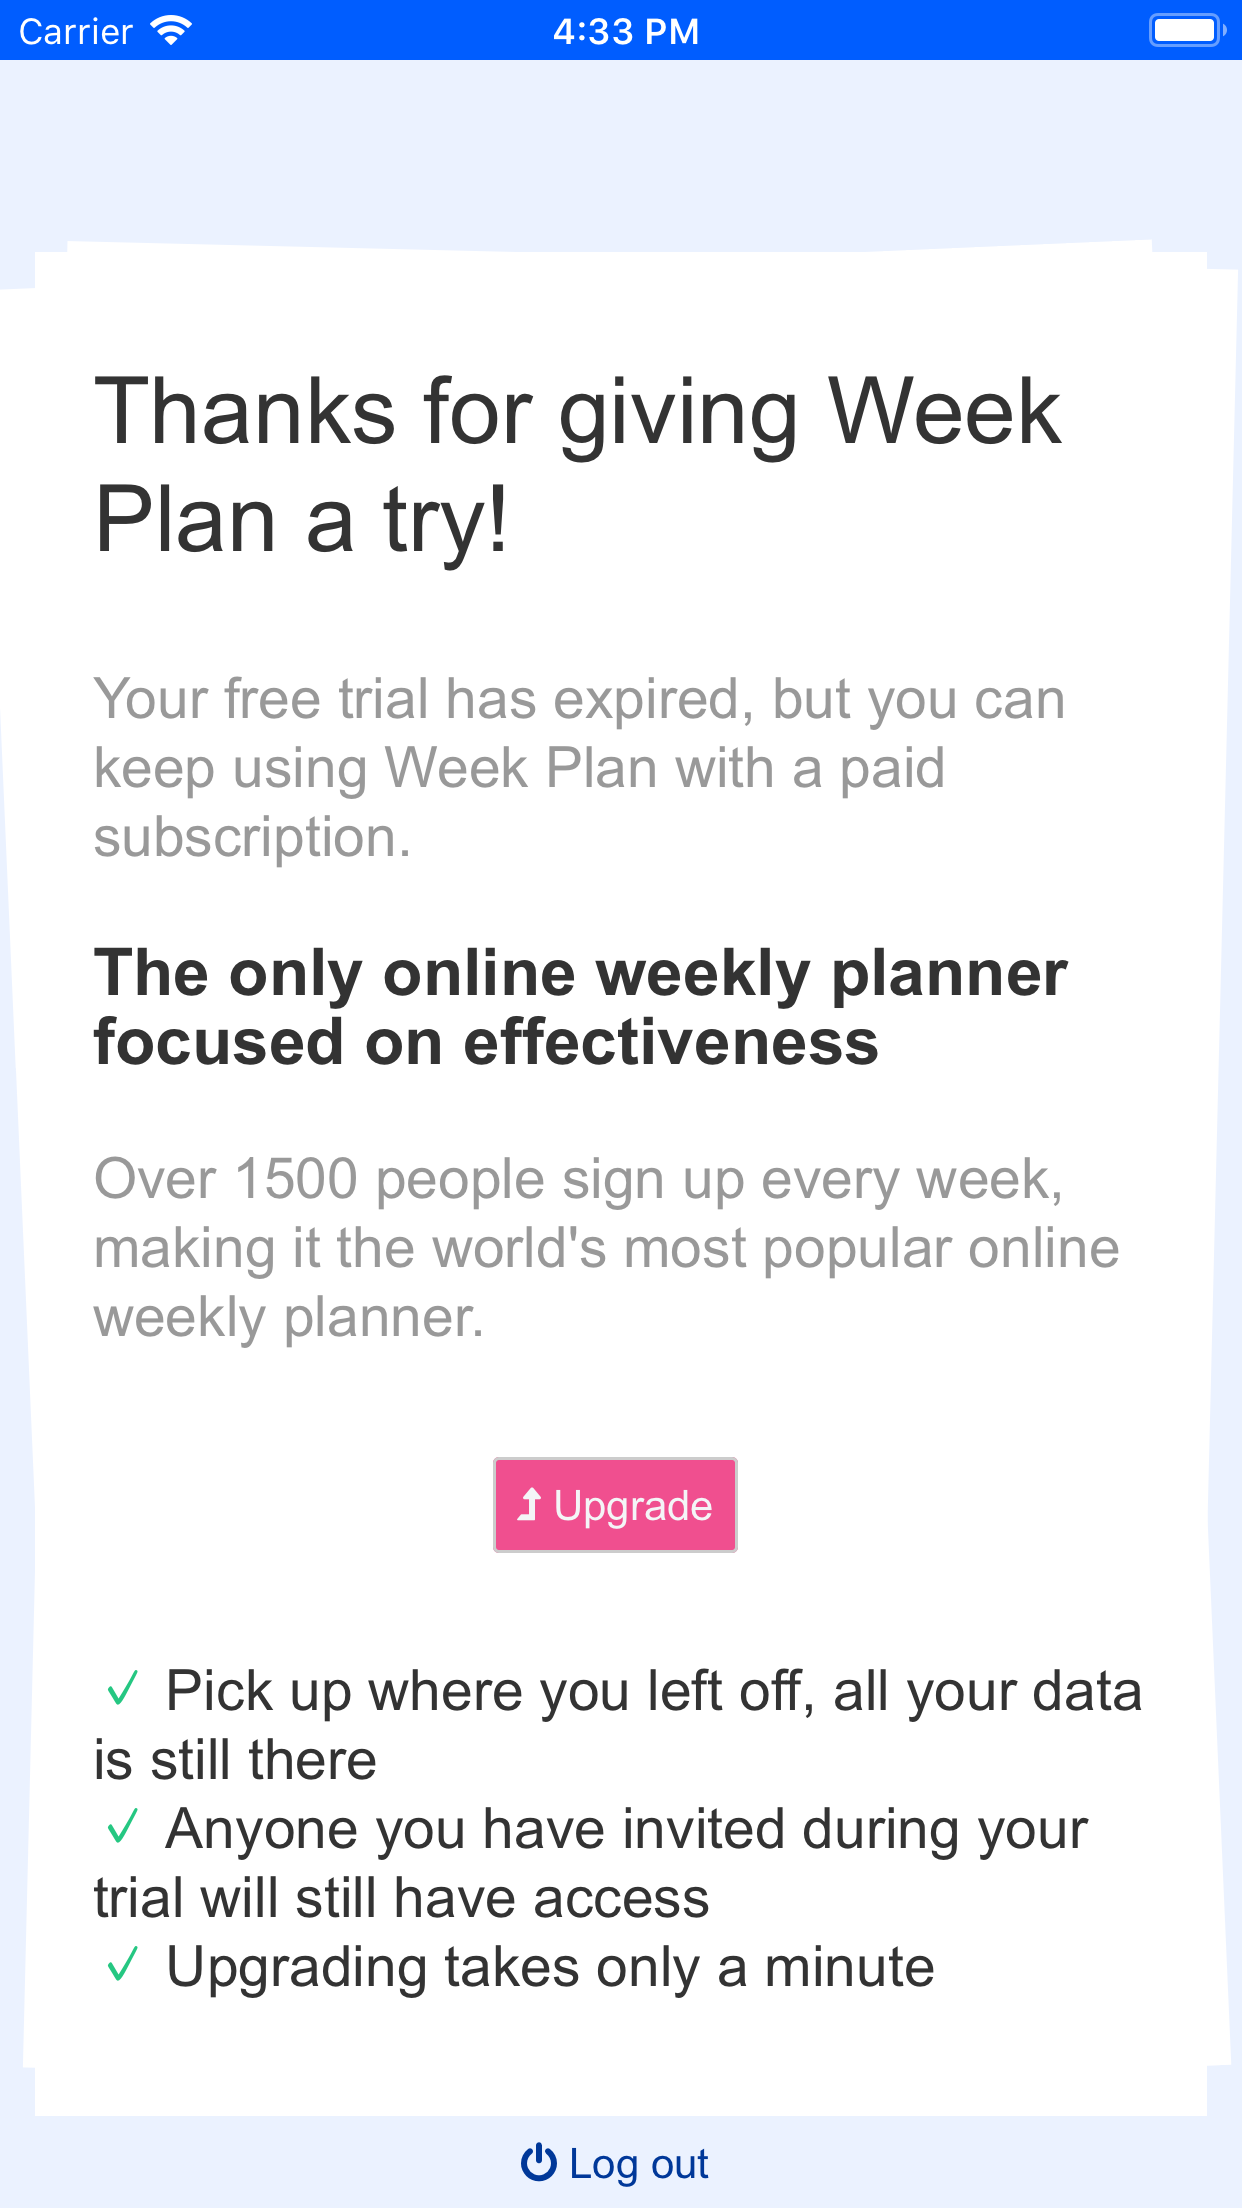 Carrier 4:33 PM
Thanks for giving Week
Plan a try!
Your free trial has expired, but you can
keep using Week Plan with a paid
subscription.
The only online weekly planner
focused on effectiveness
Over 1500 people sign up every week,
making it the world's most popular online
weekly planner.
Upgrade
✓ Pick up where you left off, all your data
is still there
✓ Anyone you have invited during your
trial will still have access
✓ Upgrading takes only a minute
Log out